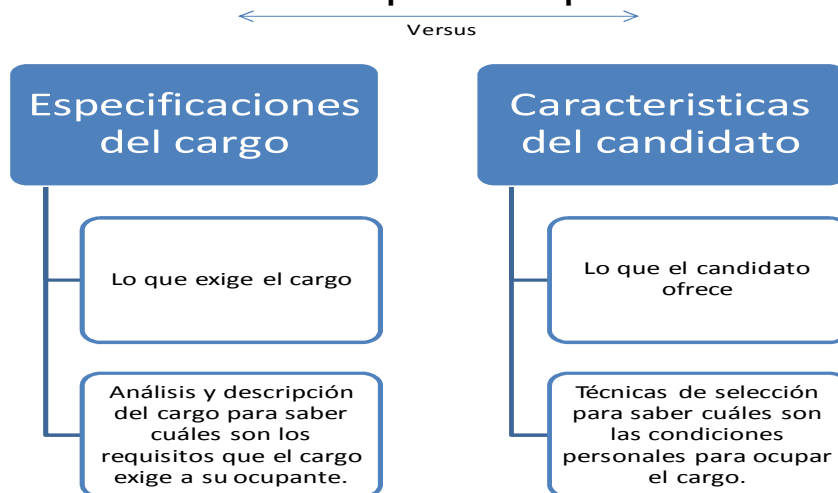 Versus
Especificaciones
del cargo
Lo que exige el cargo
Análisis y descripción
del cargo para saber
cuáles son los
requisitos que el cargo
exige a su ocupante.
Caracteristicas
del candidato
Lo que el candidato
ofrece
Técnicas de selección
para saber cuáles son
las condiciones
personales para ocupar
el cargo.